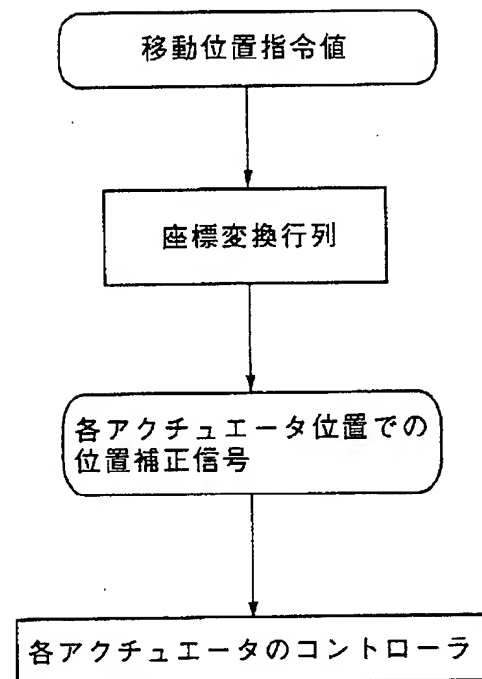 移動位置指令値
座標変換行列
各アクチュエータ位置での
位置補正信号
各アクチュエータのコントローラ